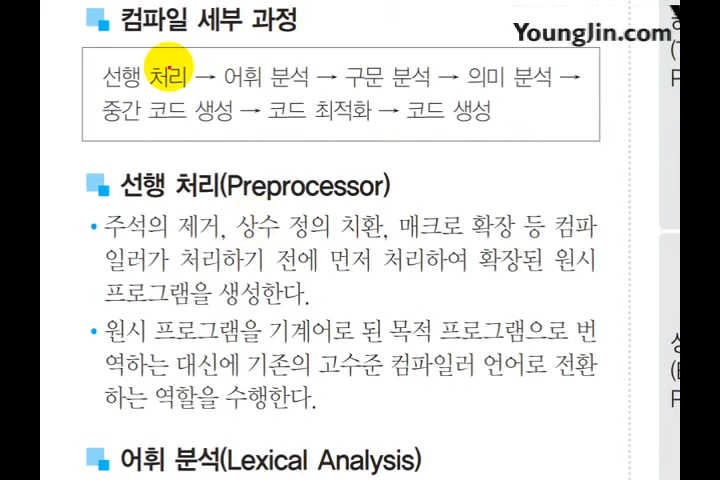 컴파일 세부 과정
YoungJin.com
선행 처리 → 어휘 분석 → 구문 분석 → 의미 분석 →
중간 코드 생성 → 코드 최적화 → 코드 생성
선행 처리(Preprocessor)
• 주석의 제거, 상수 정의 치환, 매크로 확장 등 컴파
일러가 처리하기 전에 먼저 처리하여 확장된 원시
프로그램을 생성한다.
• 원시 프로그램을 기계어로 된 목적 프로그램으로 번
역하는 대신에 기존의 고수준 컴파일러 언어로 전환
하는 역할을 수행한다.
어휘 분석(Lexical Analysis)